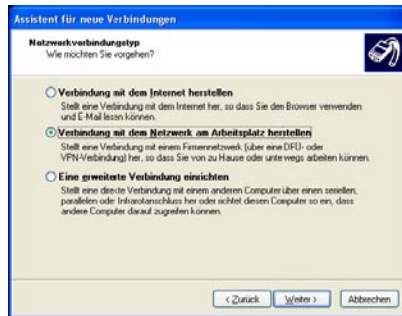 Assistent für neue Verbindungen
Netzwerkverbindungstyp
Wie möchten Sie vorgehen?
Verbindung mit dem Internet herstellen
Stellt eine Verbindung mit dem Internet her, so dass Sie den Browser verwenden
und E-Mail lesen können.
Verbindung mit dem Netzwerk am Arbeitsplatz herstellen
Stellt eine Verbindung mit einem Firmennetzwerk (über eine DFÜ- oder
VPN-Verbindung) her, so dass Sie von zu Hause oder unterwegs arbeiten können.
Eine erweiterte Verbindung einrichten
Stellt eine direkte Verbindung mit einem anderen Computer über einen seriellen,
parallelen oder Infrarotanschluss her oder richtet diesen Computer so ein, dass
andere Computer darauf zugreifen können.
< Zurück Weiter > Abbrechen